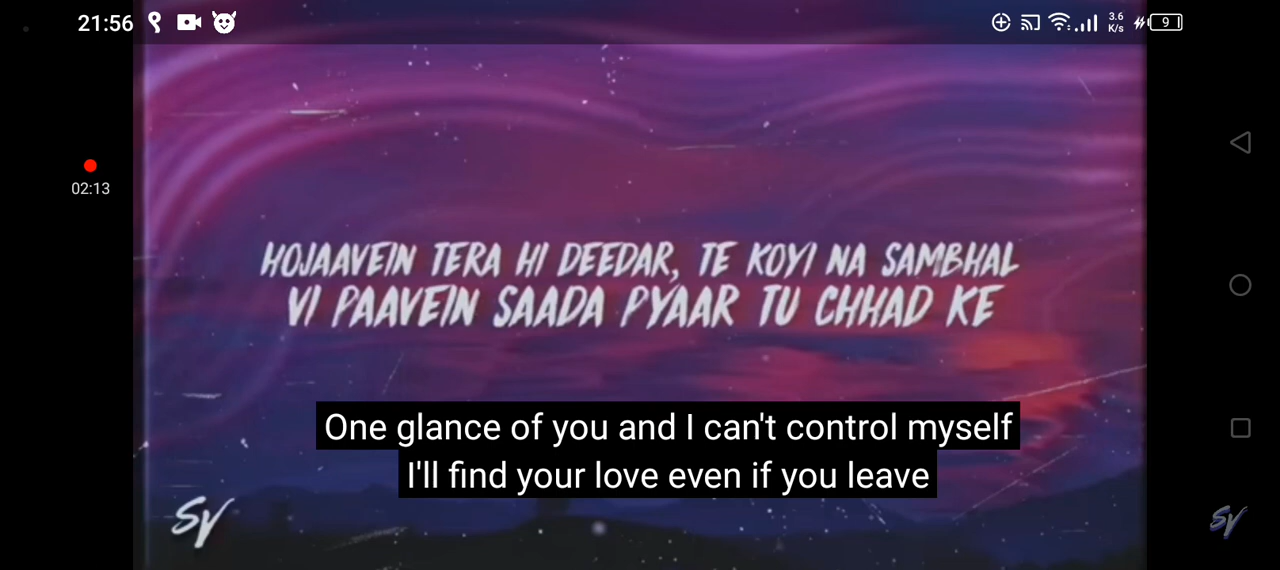 21:56
3.6
K/s
9
02:13
HOJAAVEIN TERA HI DEEDAR, TE KOYI NA SAMBHAL
VI PAAVEIN SAADA PYAAR TU CHHAD KE
One glance of you and I can't control myself
I'll find your love even if you leave
SV
SV